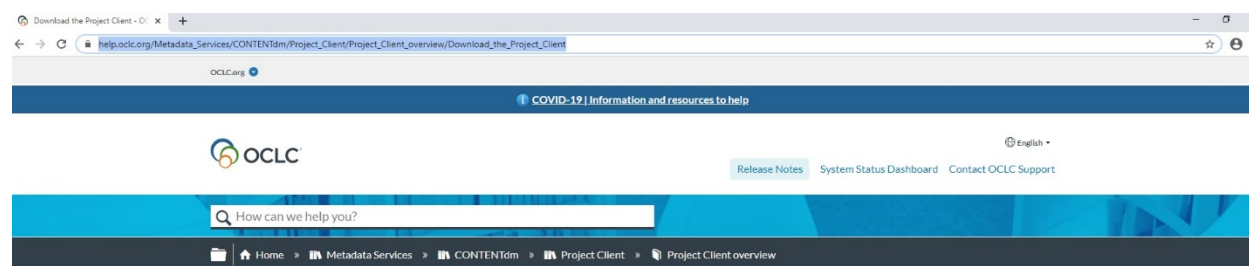 Download the Project Client - OC
help.oclc.org/Metadata_Services/CONTENTdm/Project_Client/Project_Client_overview/Download_the_Project_Client
OCLC.org
COVID-19 | Information and resources to help
English
OCLC
Release Notes System Status Dashboard Contact OCLC Support
How can we help you?
Home » Metadata Services » CONTENTdm » Project Client » Project Client overview